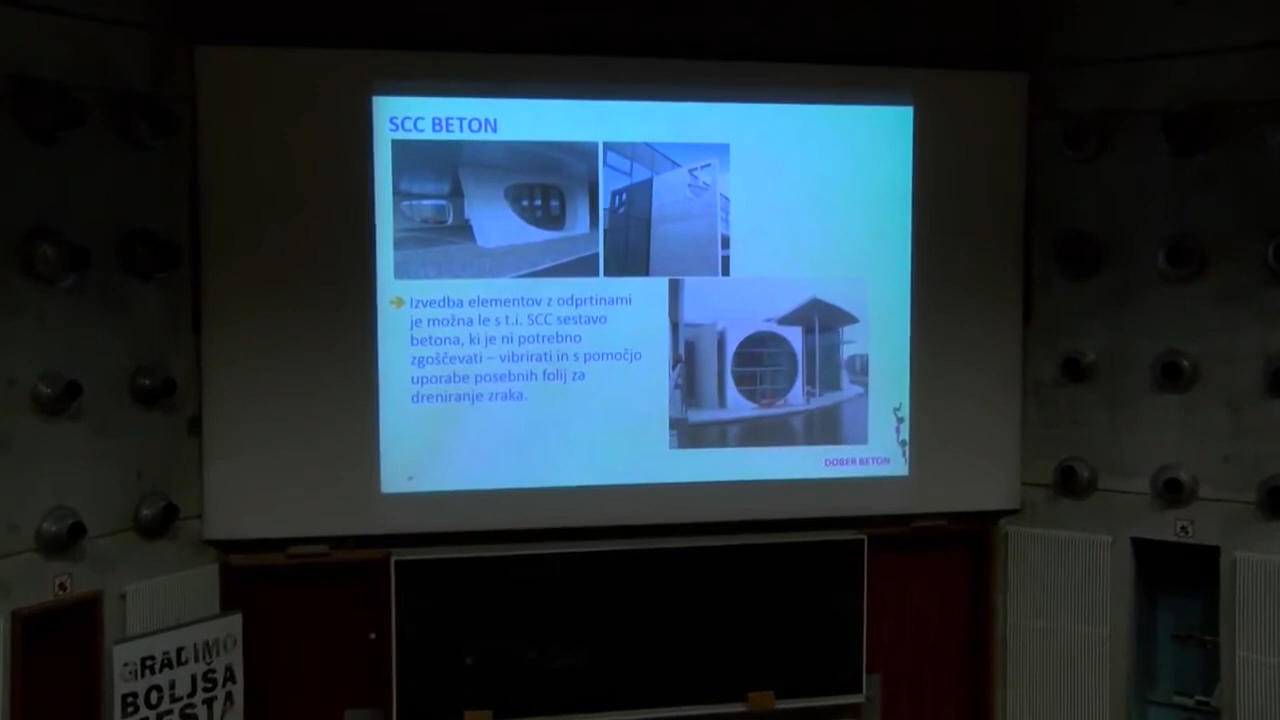 SCC BETON
Izvedba elementov z odprtinami
je možna le s t.i. SCC sestavo
betona, ki je ni potrebno
zgoščevati – vibrirati in s pomočjo
uporabe posebnih folij za
dreniranje zraka.
DOBER BETON
GRADIMO
BOLJŠA
MESTA